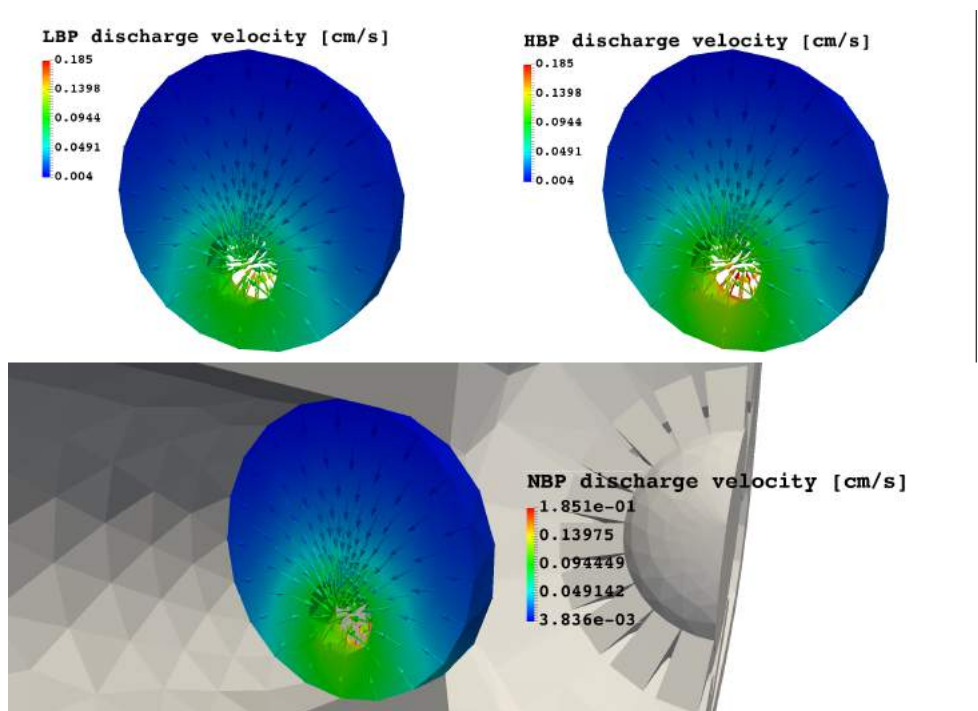 LBP discharge velocity [cm/s]
0.185
0.1398
0.0944
0.0491
0.004
HBP discharge velocity [cm/s]
0.185
0.1398
0.0944
0.0491
0.004
NBP discharge velocity [cm/s]
1.851e-01
0.13975
0.094449
0.049142
3.836e-03